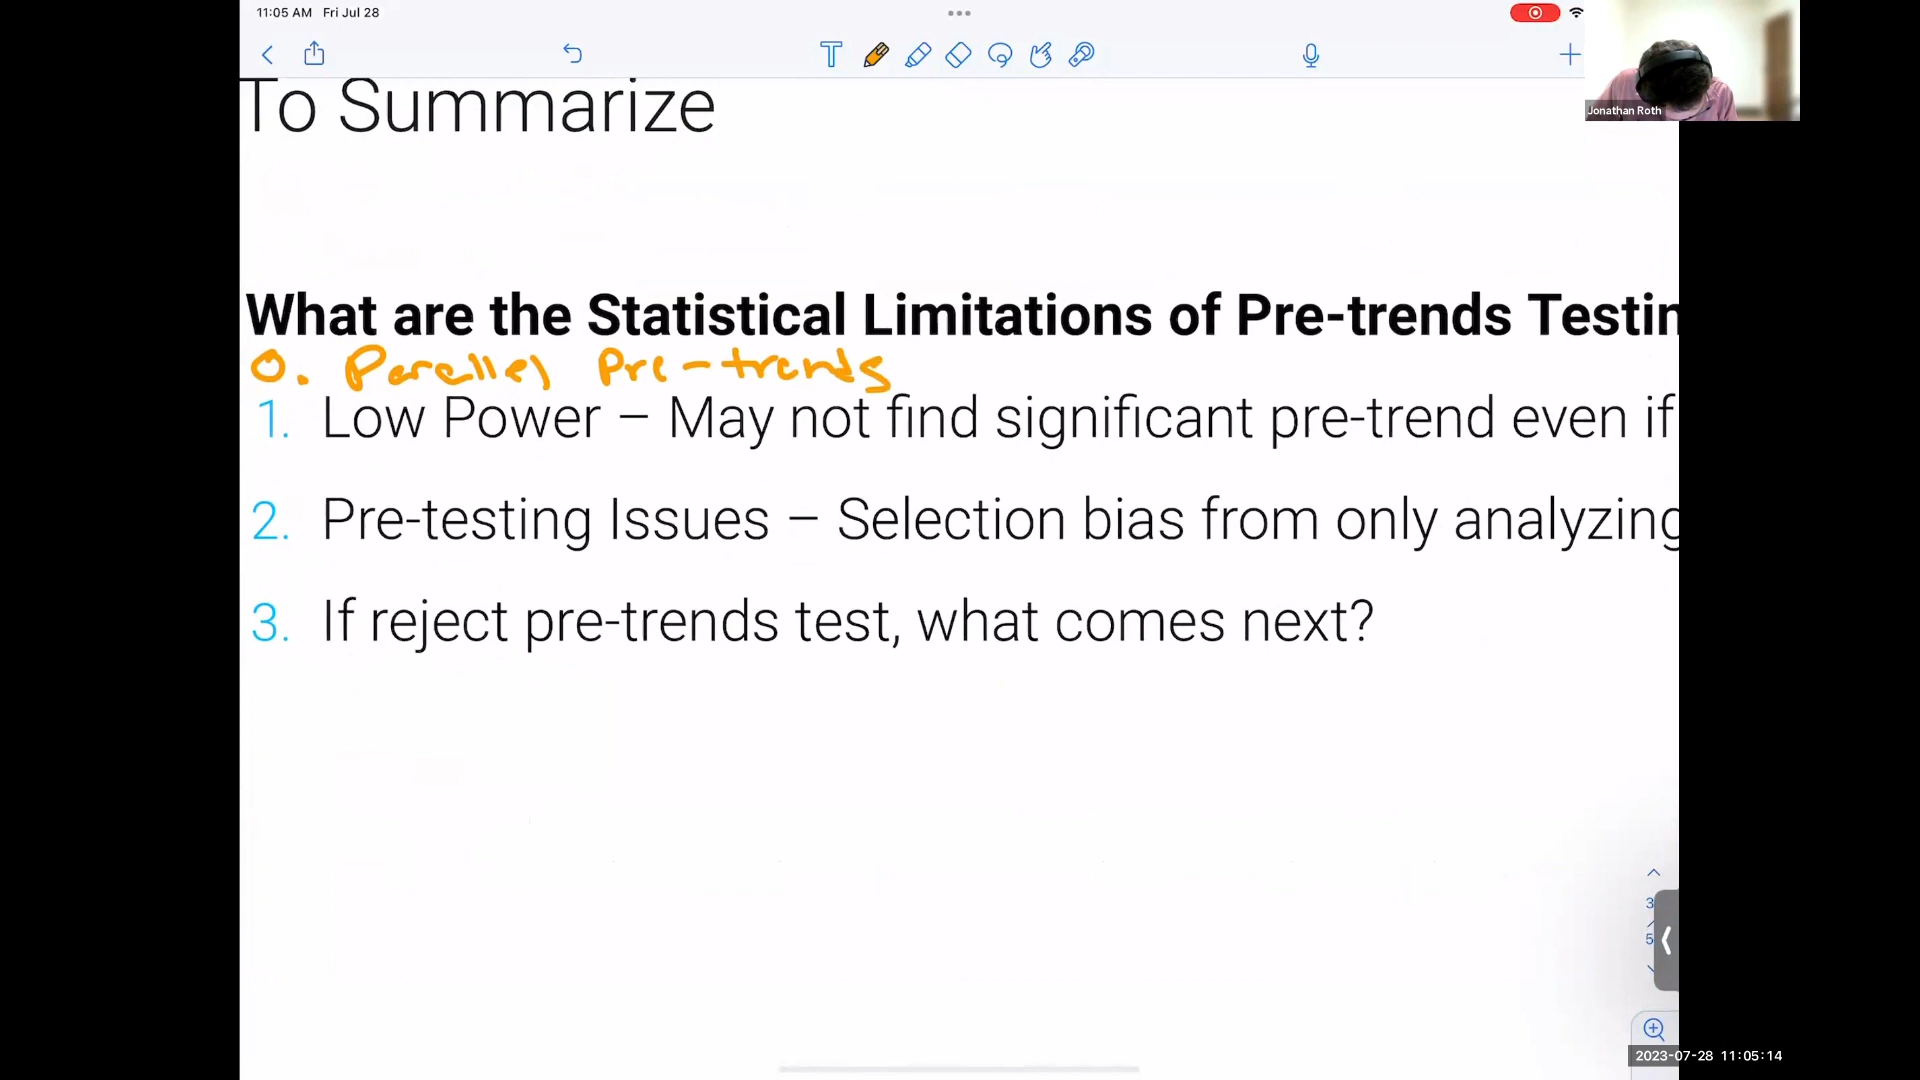 11:05 AM Fri Jul 28
Jonathan Roth
To Summarize
What are the Statistical Limitations of Pre-trends Testin
0. Parallel Pre-trends
1. Low Power – May not find significant pre-trend even if
2. Pre-testing Issues – Selection bias from only analyzing
3. If reject pre-trends test, what comes next?
3
5
2023-07-28 11:05:14